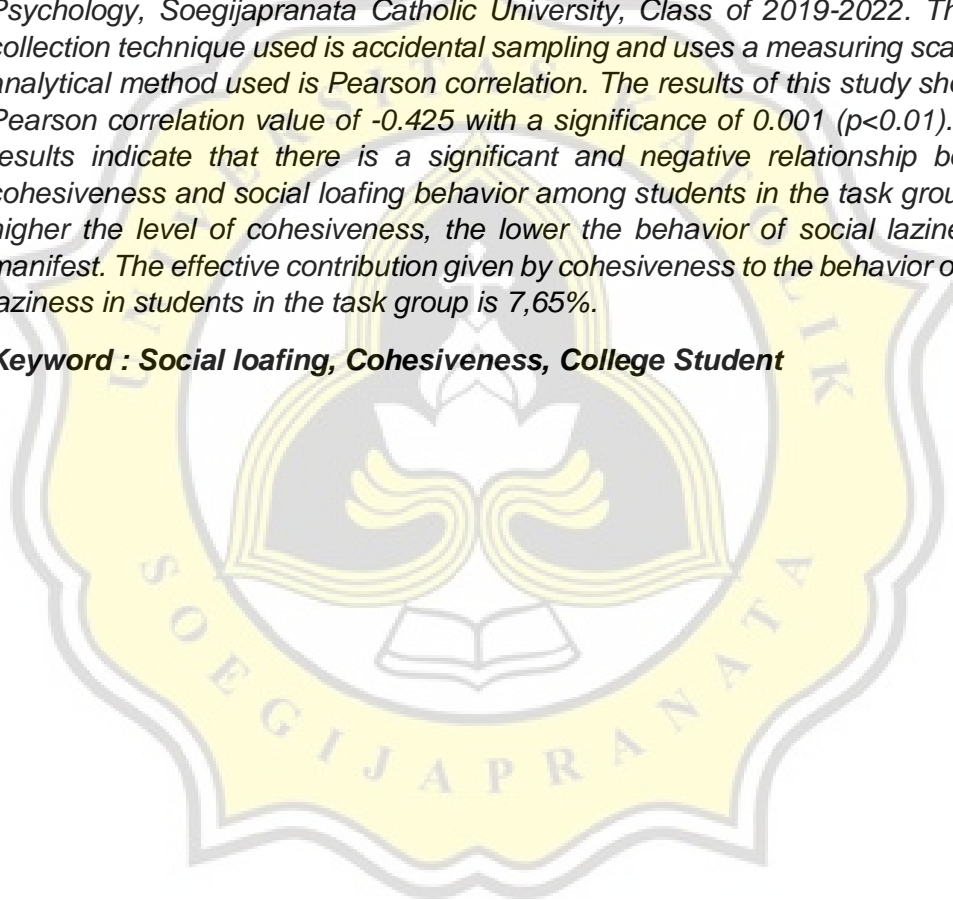 Psychology, Soegijapranata Catholic University, Class of 2019-2022. Th
collection technique used is accidental sampling and uses a measuring sca
analytical method used is Pearson correlation. The results of this study sho
Pearson correlation value of -0.425 with a significance of 0.001 (p<0.01).
results indicate that there is a significant and negative relationship be
cohesiveness and social loafing behavior among students in the task grou
higher the level of cohesiveness, the lower the behavior of social lazine
manifest. The effective contribution given by cohesiveness to the behavior o
laziness in students in the task group is 7,65%.
Keyword : Social loafing, Cohesiveness, College Student
UNIVERSITAS KATOLIK
SOEGIJAPRANATA